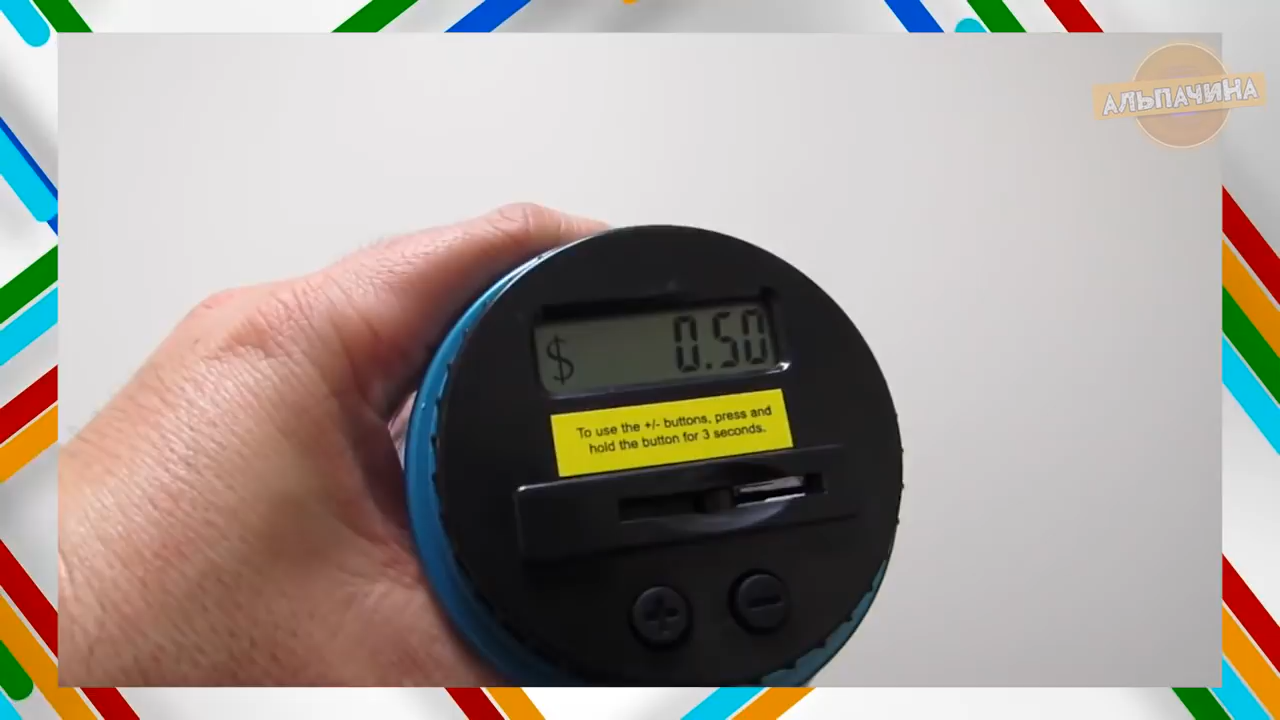 АЛЬПАЧИНА
$ 0.50
To use the +/- buttons, press and
hold the button for 3 seconds.
+ -